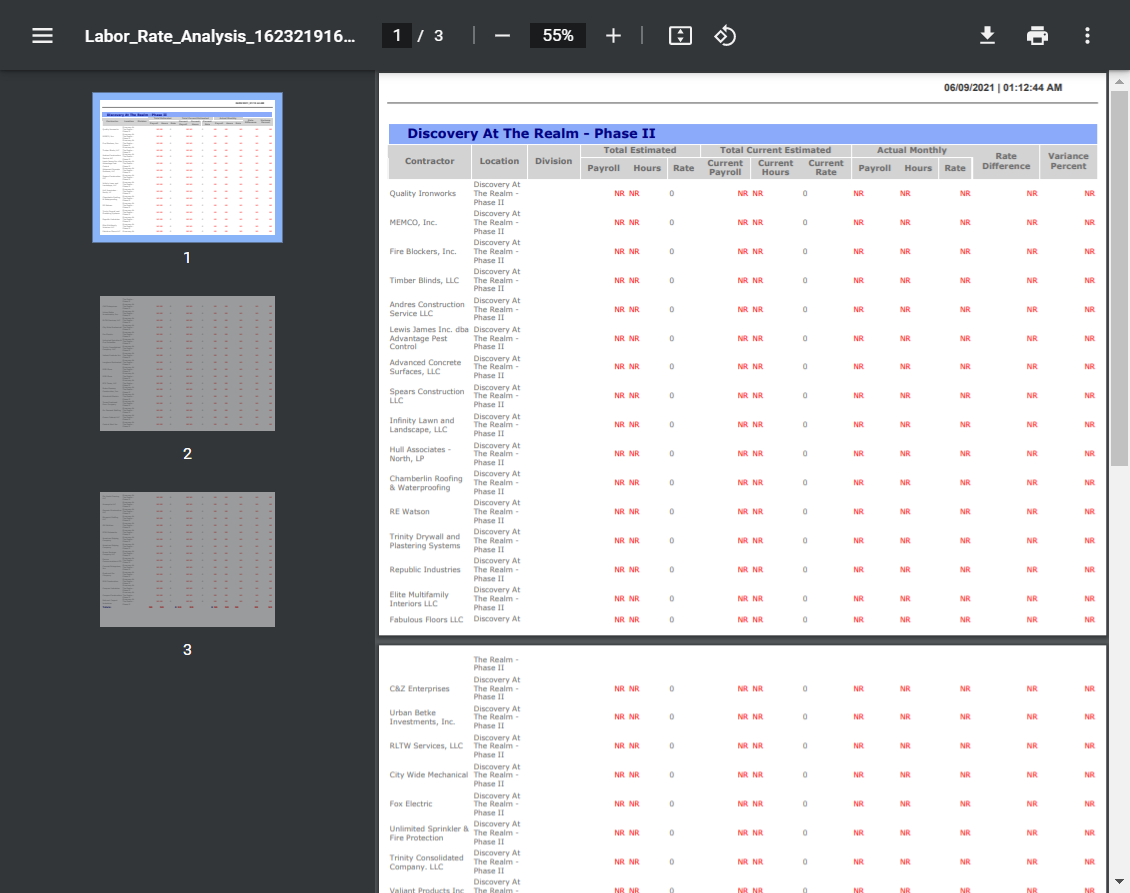 Labor_Rate_Analysis_162321916… 1 / 3 55%
06/09/2021 | 01:12:44 AM
Discovery At The Realm - Phase II
Total Estimated Total Current Estimated Actual Monthly
Contractor Location Division Payroll Hours Rate Current Payroll Current Hours Current Rate Payroll Hours Rate Rate Difference Variance Percent
Quality Ironworks Discovery At The Realm - Phase II NR NR 0 NR NR 0 NR NR NR NR NR
MEMCO, Inc. Discovery At The Realm - Phase II NR NR 0 NR NR 0 NR NR NR NR NR
Fire Blockers, Inc. Discovery At The Realm - Phase II NR NR 0 NR NR 0 NR NR NR NR NR
Timber Blinds, LLC Discovery At The Realm - Phase II NR NR 0 NR NR 0 NR NR NR NR NR
Andres Construction Service LLC Discovery At The Realm - Phase II NR NR 0 NR NR 0 NR NR NR NR NR
Lewis James Inc. dba Advantage Pest Control Discovery At The Realm - Phase II NR NR 0 NR NR 0 NR NR NR NR NR
Advanced Concrete Surfaces, LLC Discovery At The Realm - Phase II NR NR 0 NR NR 0 NR NR NR NR NR
Spears Construction LLC Discovery At The Realm - Phase II NR NR 0 NR NR 0 NR NR NR NR NR
Infinity Lawn and Landscape, LLC Discovery At The Realm - Phase II NR NR 0 NR NR 0 NR NR NR NR NR
Hull Associates - North, LP Discovery At The Realm - Phase II NR NR 0 NR NR 0 NR NR NR NR NR
Chamberlin Roofing & Waterproofing Discovery At The Realm - Phase II NR NR 0 NR NR 0 NR NR NR NR NR
RE Watson Discovery At The Realm - Phase II NR NR 0 NR NR 0 NR NR NR NR NR
Trinity Drywall and Plastering Systems Discovery At The Realm - Phase II NR NR 0 NR NR 0 NR NR NR NR NR
Republic Industries Discovery At The Realm - Phase II NR NR 0 NR NR 0 NR NR NR NR NR
Elite Multifamily Interiors LLC Discovery At The Realm - Phase II NR NR 0 NR NR 0 NR NR NR NR NR
Fabulous Floors LLC Discovery At NR NR 0 NR NR 0 NR NR NR NR NR
The Realm - Phase II
C&Z Enterprises Discovery At The Realm - Phase II NR NR 0 NR NR 0 NR NR NR NR NR
Urban Betke Investments, Inc. Discovery At The Realm - Phase II NR NR 0 NR NR 0 NR NR NR NR NR
RLTW Services, LLC Discovery At The Realm - Phase II NR NR 0 NR NR 0 NR NR NR NR NR
City Wide Mechanical Discovery At The Realm - Phase II NR NR 0 NR NR 0 NR NR NR NR NR
Fox Electric Discovery At The Realm - Phase II NR NR 0 NR NR 0 NR NR NR NR NR
Unlimited Sprinkler & Fire Protection Discovery At The Realm - Phase II NR NR 0 NR NR 0 NR NR NR NR NR
Trinity Consolidated Company. LLC Discovery At The Realm - Phase II NR NR 0 NR NR 0 NR NR NR NR NR
Valiant Products Inc Discovery At The Realm - NR NR 0 NR NR 0 NR NR NR NR NR
1
2
3